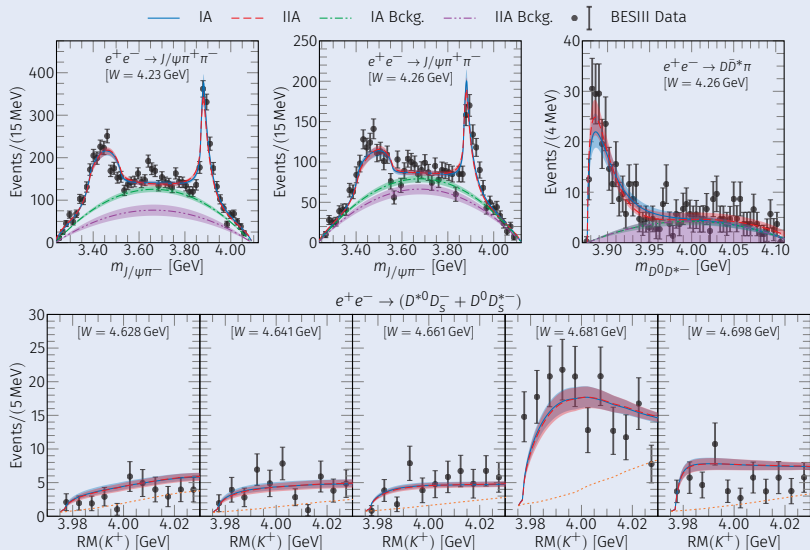 IA IIA IA Bckg. IIA Bckg. BESIII Data
e⁺e⁻ → J/ψπ⁺π⁻
[W = 4.23 GeV]
Events/(15 MeV)
400
300
200
100
0
3.40 3.60 3.80 4.00
m_{J/ψπ⁻} [GeV]
e⁺e⁻ → J/ψπ⁺π⁻
[W = 4.26 GeV]
Events/(15 MeV)
250
200
150
100
50
0
3.40 3.60 3.80 4.00
m_{J/ψπ⁻} [GeV]
e⁺e⁻ → DD̄*π
[W = 4.26 GeV]
Events/(4 MeV)
40
30
20
10
0
3.90 3.95 4.00 4.05 4.10
m_{D⁰D*⁻} [GeV]
e⁺e⁻ → (D*⁰D_S⁻ + D⁰D_S*⁻)
Events/(5 MeV)
30
25
20
15
10
5
0
[W = 4.628 GeV]
3.98 4.00 4.02
RM(K⁺) [GeV]
[W = 4.641 GeV]
3.98 4.00 4.02
RM(K⁺) [GeV]
[W = 4.661 GeV]
3.98 4.00 4.02
RM(K⁺) [GeV]
[W = 4.681 GeV]
3.98 4.00 4.02
RM(K⁺) [GeV]
[W = 4.698 GeV]
3.98 4.00 4.02
RM(K⁺) [GeV]